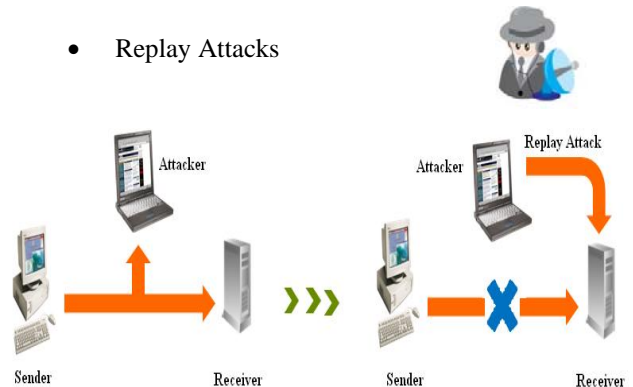 • Replay Attacks
Attacker
Sender
Receiver
Replay Attack
Attacker
Sender
Receiver